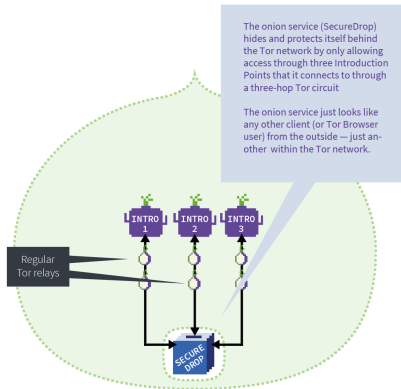 The onion service (SecureDrop)
hides and protects itself behind
the Tor network by only allowing
access through three Introduction
Points that it connects to through
a three-hop Tor circuit
The onion service just looks like
any other client (or Tor Browser
user) from the outside — just an-
other within the Tor network.
INTRO
1
INTRO
2
INTRO
3
Regular
Tor relays
SECURE
DROP